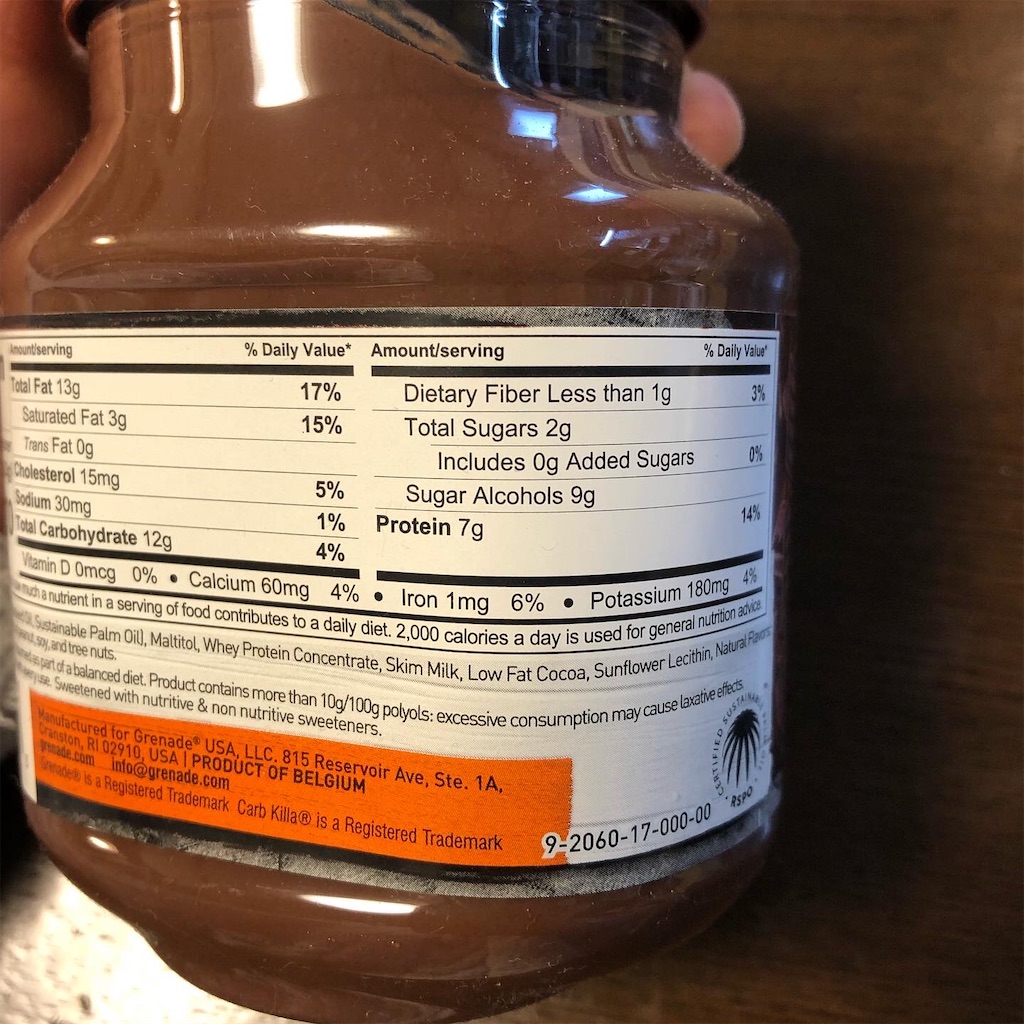 Amount/serving % Daily Value*
Total Fat 13g 17%
Saturated Fat 3g 15%
Trans Fat 0g
Cholesterol 15mg 5%
Sodium 30mg 1%
Total Carbohydrate 12g 4%
Amount/serving % Daily Value*
Dietary Fiber Less than 1g 3%
Total Sugars 2g
Includes 0g Added Sugars 0%
Sugar Alcohols 9g
Protein 7g 14%
Vitamin D 0mcg 0% • Calcium 60mg 4% • Iron 1mg 6% • Potassium 180mg 4%
much a nutrient in a serving of food contributes to a daily diet. 2,000 calories a day is used for general nutrition advice.
Sustainable Palm Oil), Maltitol, Whey Protein Concentrate, Skim Milk, Low Fat Cocoa, Sunflower Lecithin, Natural
soy, and tree nuts.
as part of a balanced diet. Product contains more than 10g/100g polyols: excessive consumption may cause laxative effects.
use. Sweetened with nutritive & non nutritive sweeteners.
Manufactured for Grenade® USA, LLC. 815 Reservoir Ave, Ste. 1A,
Cranston, RI 02910, USA | PRODUCT OF BELGIUM
grenade.com info@grenade.com
Grenade® is a Registered Trademark Carb Killa® is a Registered Trademark
9-2060-17-000-00
CERTIFIED SUSTAINABLE
RSPO